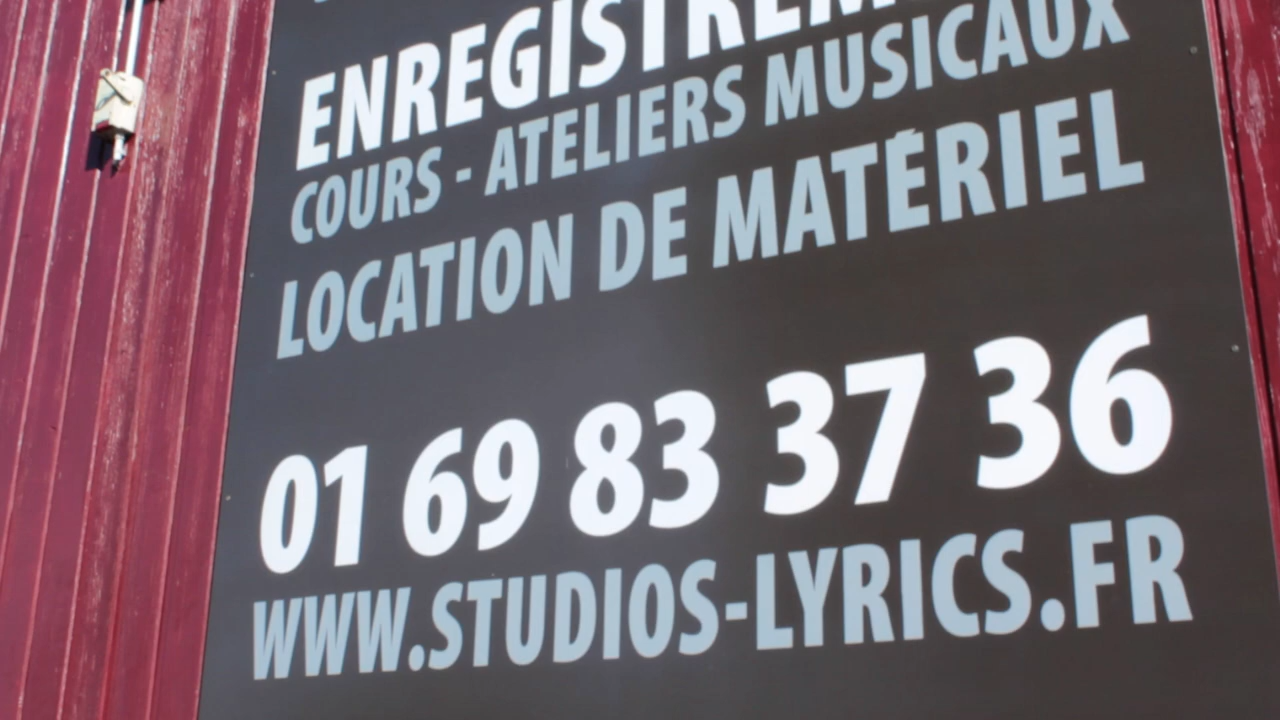 COURS - ATELIERS MUSICAUX
LOCATION DE MATÉRIEL
01 69 83 37 36
WWW.STUDIOS-LYRICS.FR